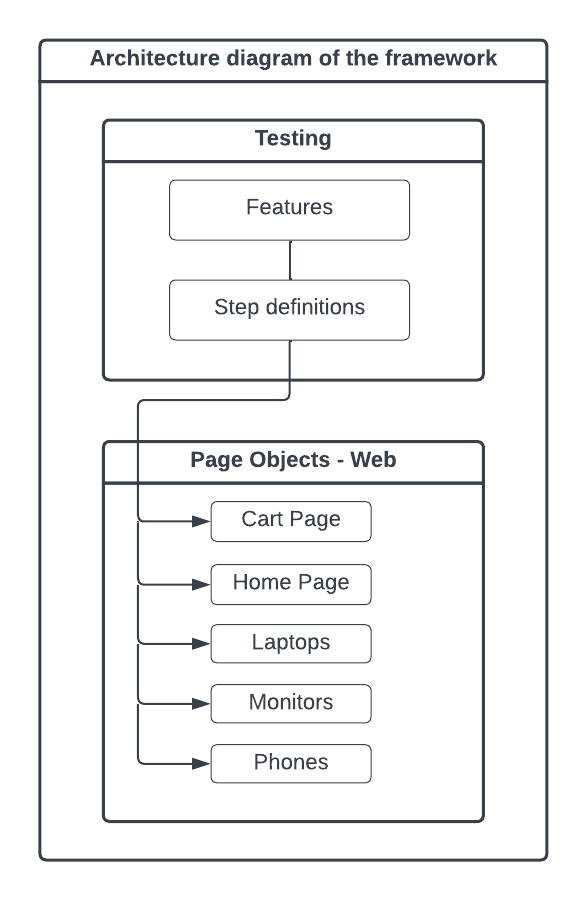 Architecture diagram of the framework
Testing
Features
Step definitions
Page Objects - Web
Cart Page
Home Page
Laptops
Monitors
Phones